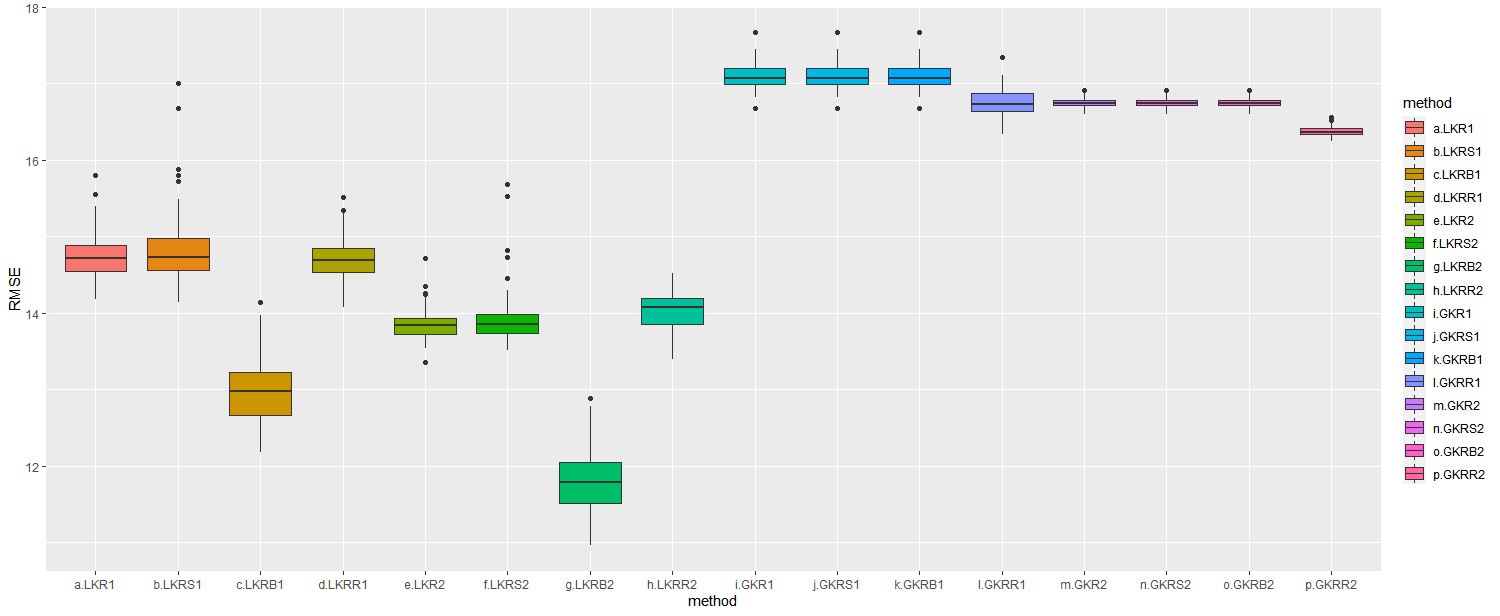 18
16
14
12
RMSE
a.LKR1 b.LKRS1 c.LKRB1 d.LKRR1 e.LKR2 f.LKRS2 g.LKRB2 h.LKRR2 i.GKR1 j.GKRS1 k.GKRB1 l.GKRR1 m.GKR2 n.GKRS2 o.GKRB2 p.GKRR2
method
method
a.LKR1
b.LKRS1
c.LKRB1
d.LKRR1
e.LKR2
f.LKRS2
g.LKRB2
h.LKRR2
i.GKR1
j.GKRS1
k.GKRB1
l.GKRR1
m.GKR2
n.GKRS2
o.GKRB2
p.GKRR2